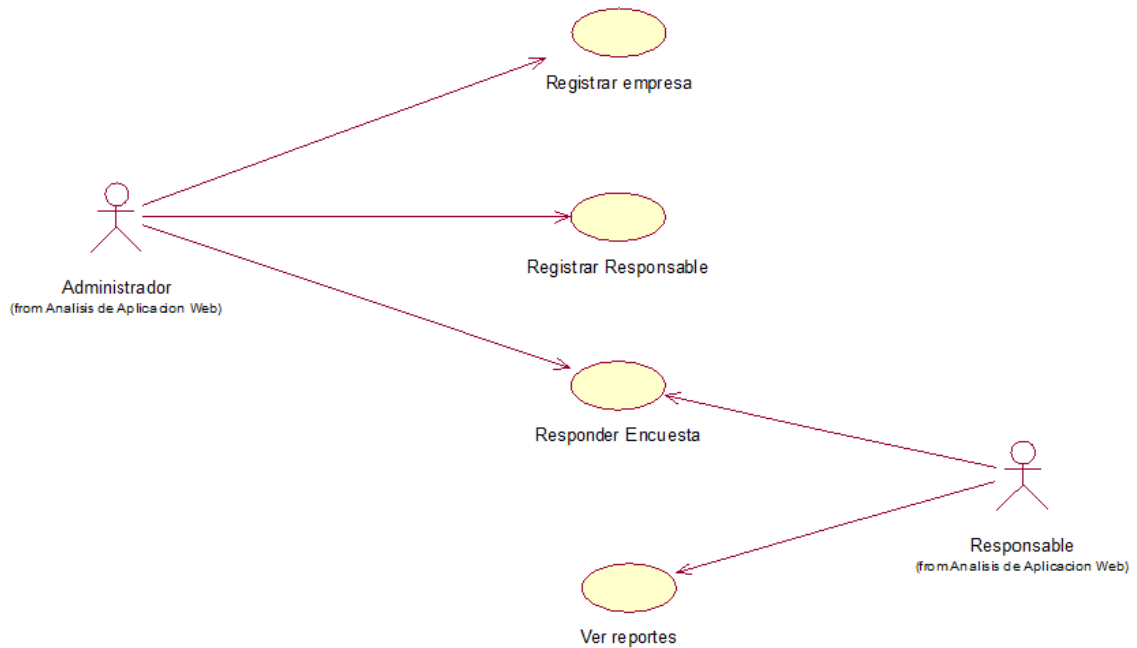 Registrar empresa
Registrar Responsable
Administrador
(from Analisis de Aplicacion Web)
Responder Encuesta
Responsable
(from Analisis de Aplicacion Web)
Ver reportes